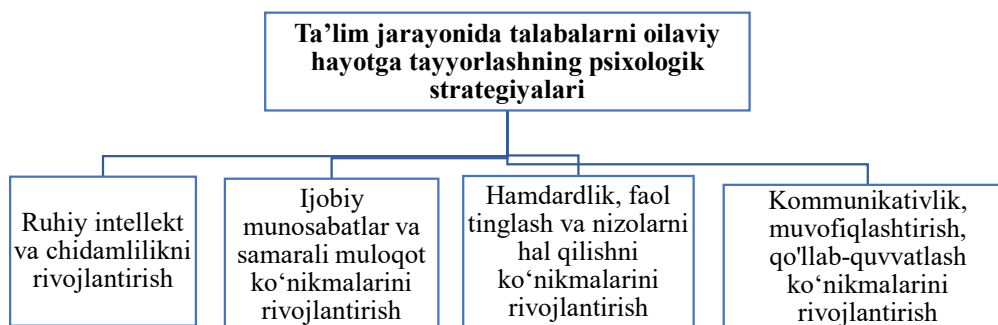 Ta’lim jarayonida talabalarni oilaviy
hayotga tayyorlashning psixologik
strategiyalari
Ruhiy intellekt
va chidamlilikni
rivojlantirish
Ijobiy
munosabatlar va
samarali muloqot
ko‘nikmalarini
rivojlantirish
Hamdardlik, faol
tinglash va nizolarni
hal qilishni
ko‘nikmalarini
rivojlantirish
Kommunikativlik,
muvofiqlashtirish,
qo'llab-quvvatlash
ko‘nikmalarini
rivojlantirish